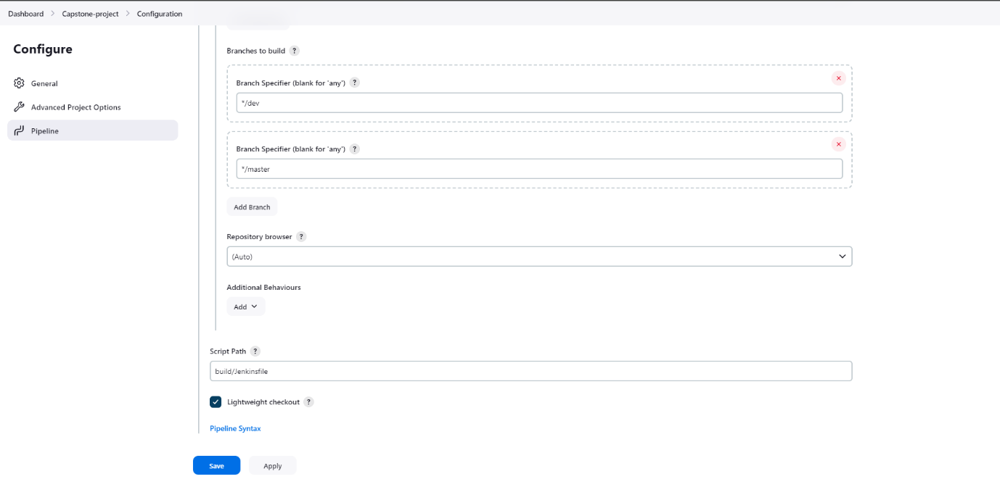 Dashboard > Capstone-project > Configuration
Configure
General
Advanced Project Options
Pipeline
Branches to build ?
Branch Specifier (blank for 'any') ?
*/dev
Branch Specifier (blank for 'any') ?
*/master
Add Branch
Repository browser ?
(Auto)
Additional Behaviours
Add
Script Path ?
build/Jenkinsfile
Lightweight checkout ?
Pipeline Syntax
Save Apply